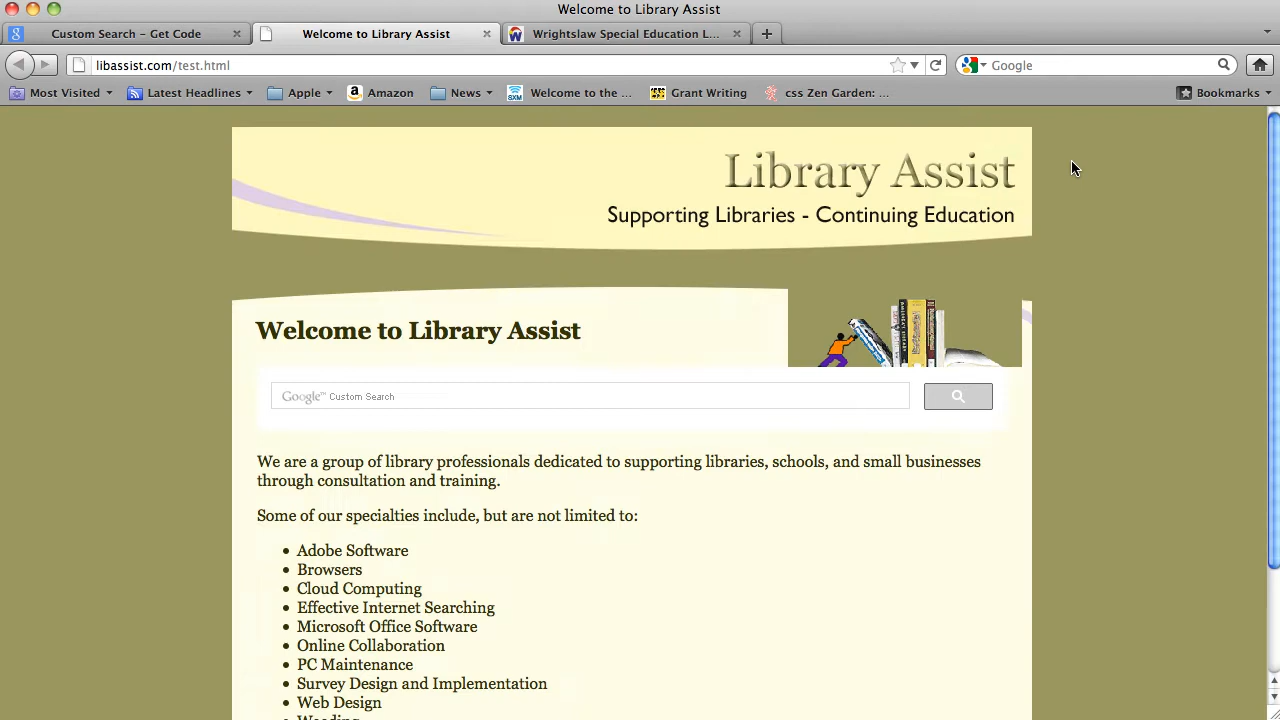 Welcome to Library Assist
Custom Search – Get Code
Welcome to Library Assist
Wrightslaw Special Education L...
libassist.com/test.html
Google
Most Visited
Latest Headlines
Apple
Amazon
News
Welcome to the ...
Grant Writing
css Zen Garden: ...
Bookmarks
Library Assist
Supporting Libraries - Continuing Education
Welcome to Library Assist
Google™ Custom Search
We are a group of library professionals dedicated to supporting libraries, schools, and small businesses
through consultation and training.
Some of our specialties include, but are not limited to:
• Adobe Software
• Browsers
• Cloud Computing
• Effective Internet Searching
• Microsoft Office Software
• Online Collaboration
• PC Maintenance
• Survey Design and Implementation
• Web Design